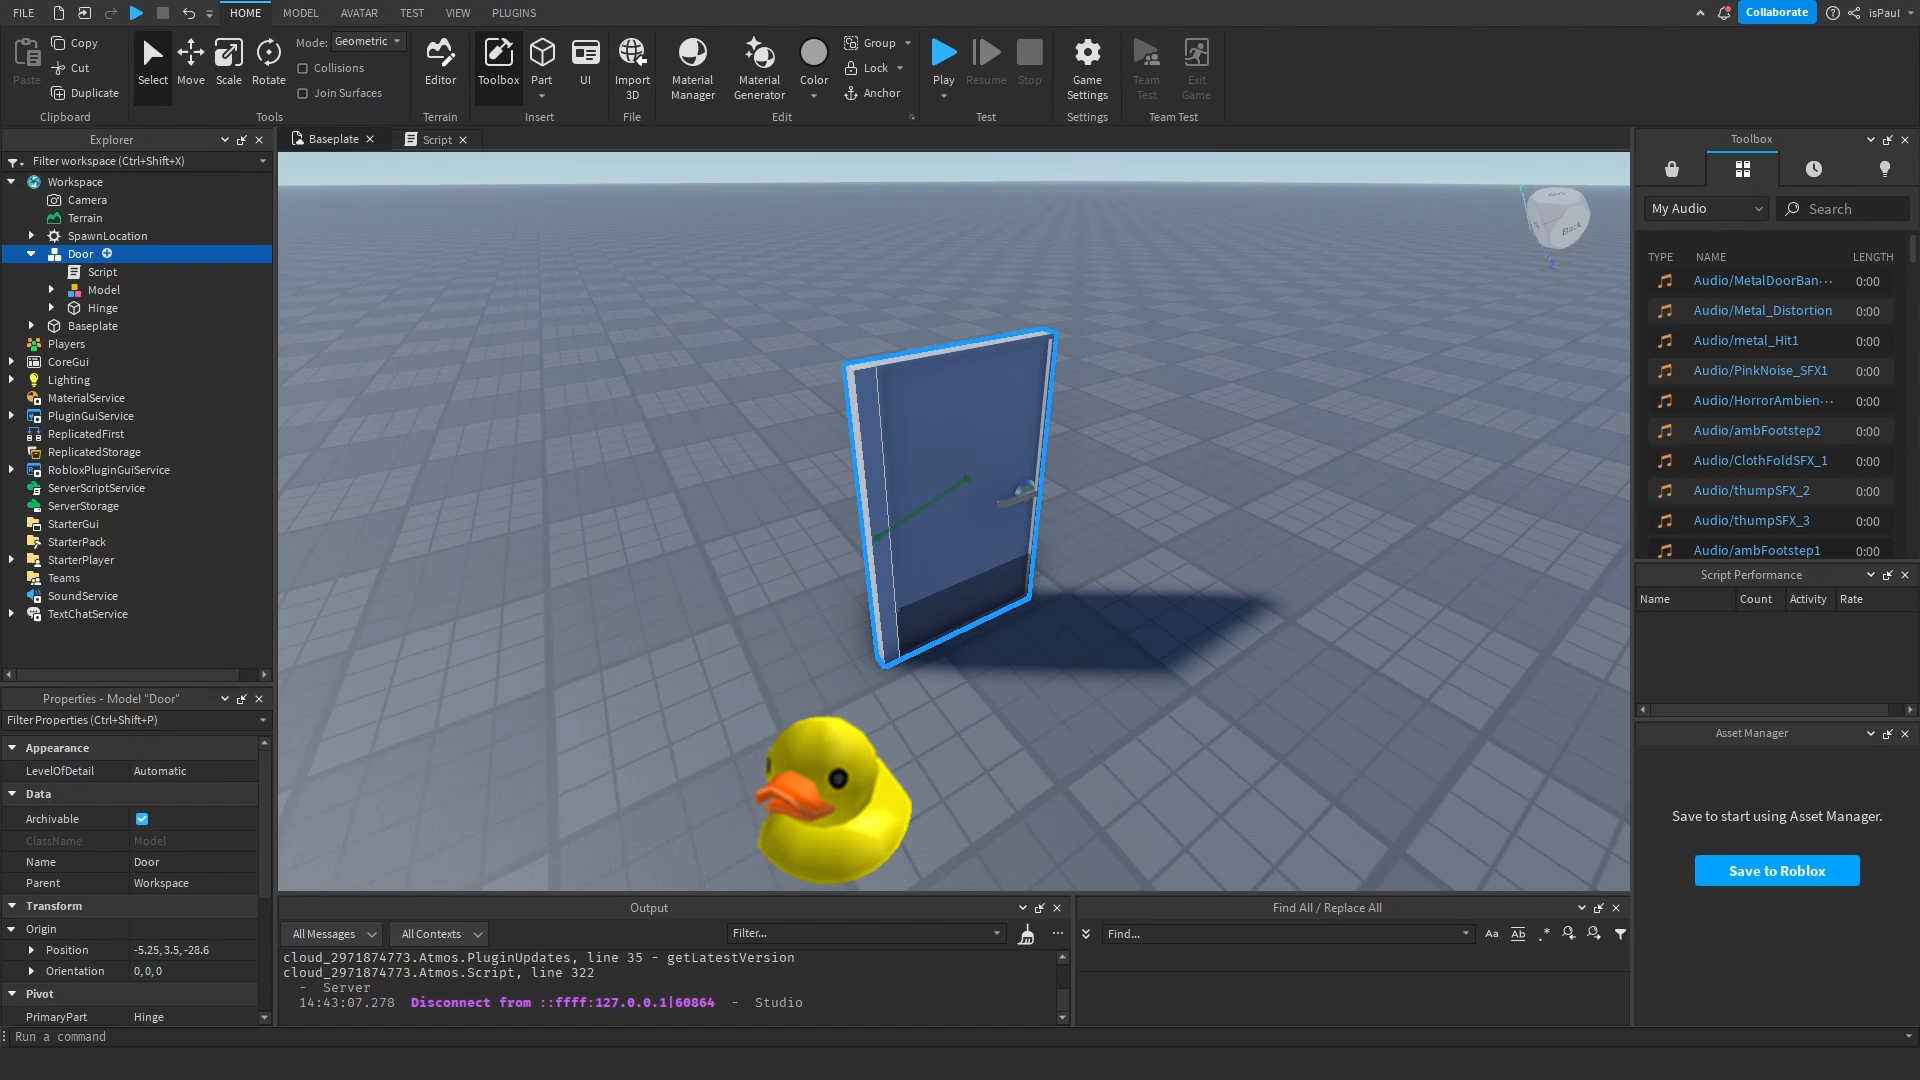 FILE HOME MODEL AVATAR TEST VIEW PLUGINS Collaborate isPaul
Paste Copy Cut Duplicate Clipboard
Select Move Scale Rotate Mode: Geometric Collisions Join Surfaces Tools
Editor Terrain
Toolbox Part UI Insert
Import 3D File
Material Manager Material Generator Color Group Lock Anchor Edit
Play Resume Stop Test
Game Settings Settings
Team Test Exit Game Team Test
Explorer
Filter workspace (Ctrl+Shift+X)
Workspace
Camera
Terrain
SpawnLocation
Door
Script
Model
Hinge
Baseplate
Players
CoreGui
Lighting
MaterialService
PluginGuiService
ReplicatedFirst
ReplicatedStorage
RobloxPluginGuiService
ServerScriptService
ServerStorage
StarterGui
StarterPack
StarterPlayer
Teams
SoundService
TextChatService
Properties - Model "Door"
Filter Properties (Ctrl+Shift+P)
Appearance
LevelOfDetail Automatic
Data
Archivable
ClassName Model
Name Door
Parent Workspace
Transform
Origin
Position -5.25, 3.5, -28.6
Orientation 0, 0, 0
Pivot
PrimaryPart Hinge
Run a command
Baseplate Script
Back
Z
Output
All Messages All Contexts Filter...
cloud_2971874773.Atmos.PluginUpdates, line 35 - getLatestVersion
cloud_2971874773.Atmos.Script, line 322
- Server
14:43:07.278 Disconnect from ::ffff:127.0.0.1|60864 - Studio
Find All / Replace All
Find... Aa Ab .*
Toolbox
My Audio Search
TYPE NAME LENGTH
Audio/MetalDoorBan··· 0:00
Audio/Metal_Distortion 0:00
Audio/metal_Hit1 0:00
Audio/PinkNoise_SFX1 0:00
Audio/HorrorAmbien··· 0:00
Audio/ambFootstep2 0:00
Audio/ClothFoldSFX_1 0:00
Audio/thumpSFX_2 0:00
Audio/thumpSFX_3 0:00
Audio/ambFootstep1 0:00
Script Performance
Name Count Activity Rate
Asset Manager
Save to start using Asset Manager.
Save to Roblox